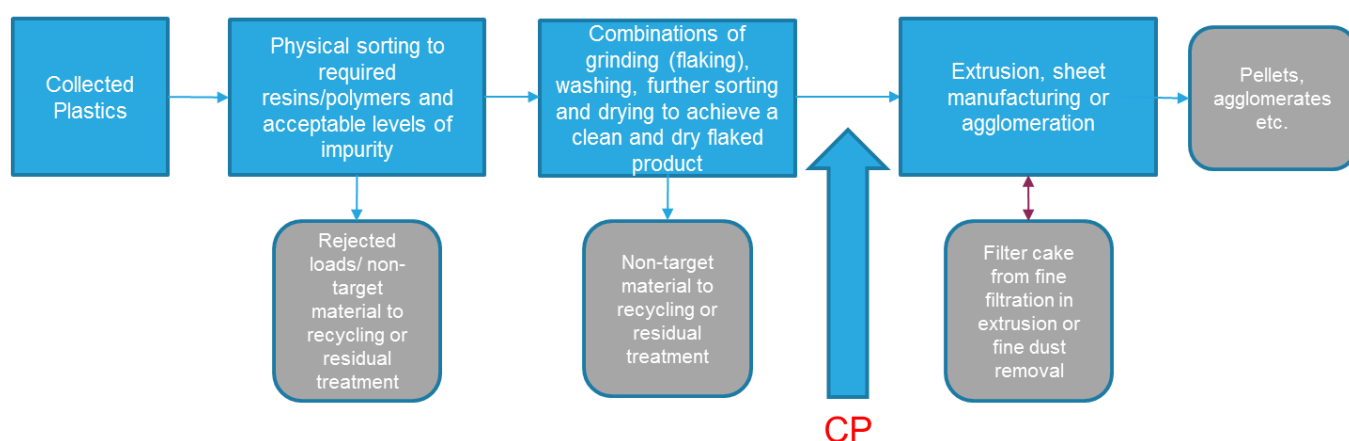 Collected
Plastics
Physical sorting to
required
resins/polymers and
acceptable levels of
impurity
Combinations of
grinding (flaking),
washing, further sorting
and drying to achieve a
clean and dry flaked
product
Extrusion, sheet
manufacturing or
agglomeration
Pellets,
agglomerates
etc.
Rejected
loads/ non-
target
material to
recycling or
residual
treatment
Non-target
material to
recycling or
residual
treatment
Filter cake
from fine
filtration in
extrusion or
fine dust
removal
CP